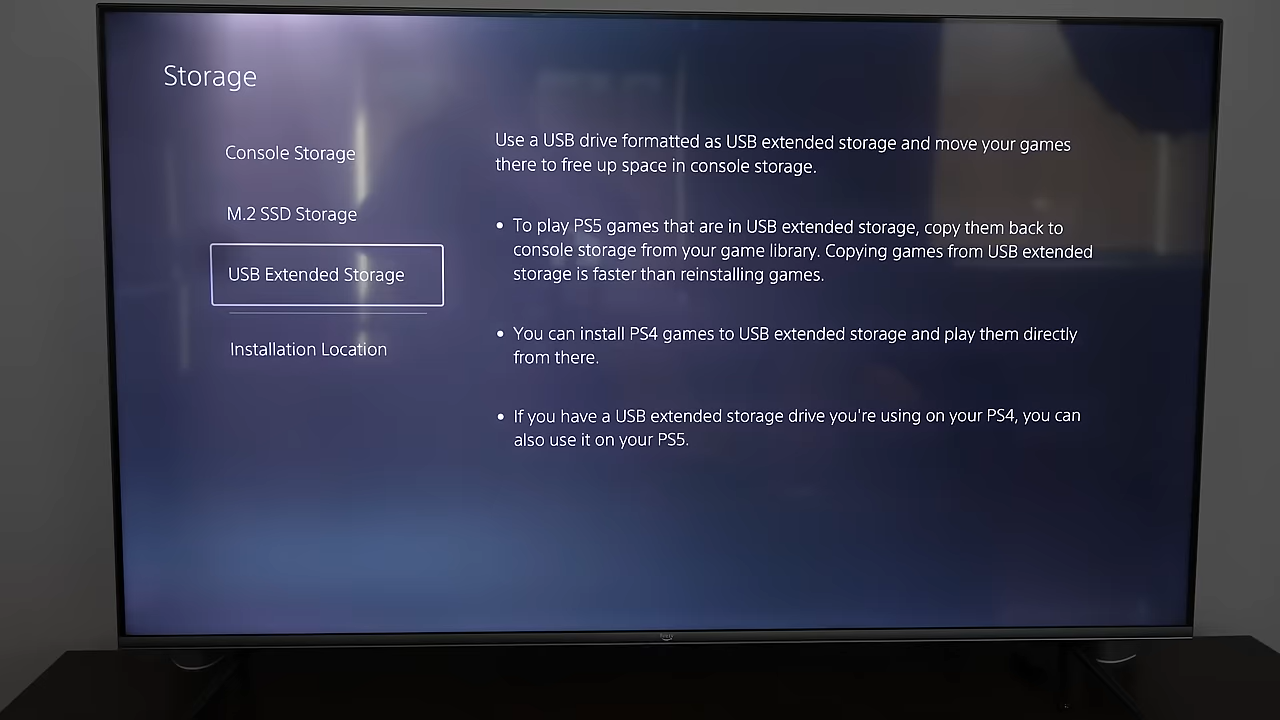 Storage
Console Storage
M.2 SSD Storage
USB Extended Storage
Installation Location
Use a USB drive formatted as USB extended storage and move your games
there to free up space in console storage.
• To play PS5 games that are in USB extended storage, copy them back to
console storage from your game library. Copying games from USB extended
storage is faster than reinstalling games.
• You can install PS4 games to USB extended storage and play them directly
from there.
• If you have a USB extended storage drive you're using on your PS4, you can
also use it on your PS5.